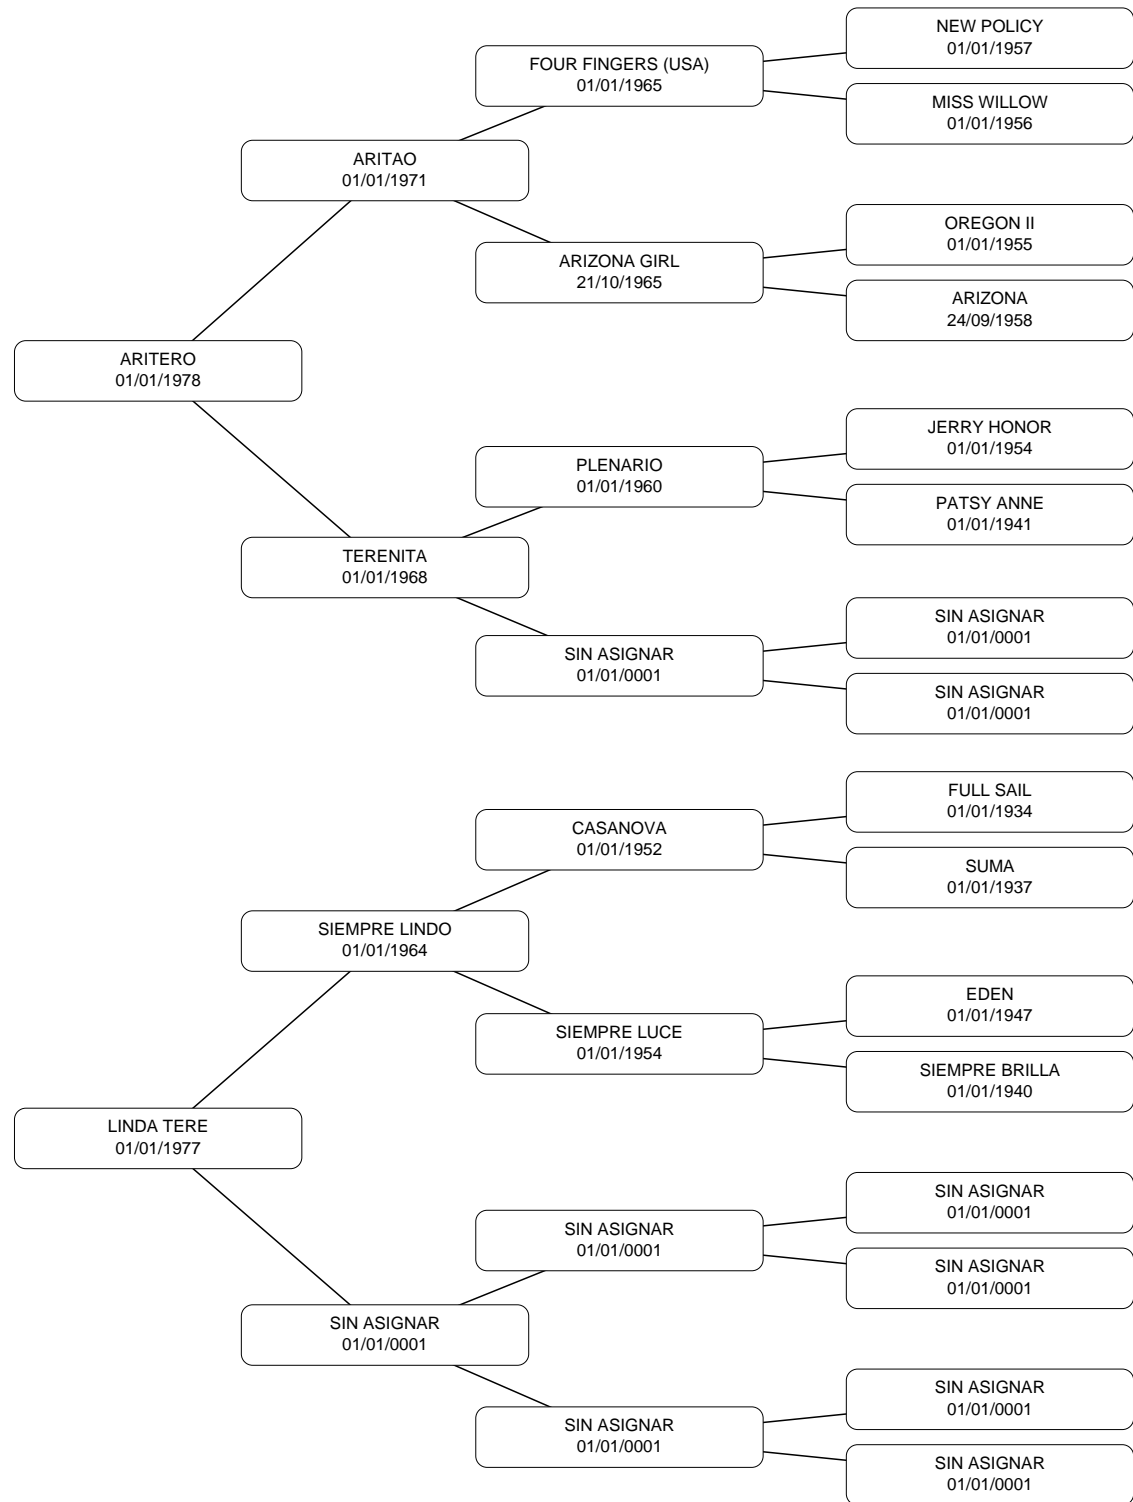 NEW POLICY
01/01/1957
FOUR FINGERS (USA)
01/01/1965
MISS WILLOW
01/01/1956
ARITAO
01/01/1971
OREGON II
01/01/1955
ARIZONA GIRL
21/10/1965
ARIZONA
24/09/1958
ARITERO
01/01/1978
JERRY HONOR
01/01/1954
PLENARIO
01/01/1960
PATSY ANNE
01/01/1941
TERENITA
01/01/1968
SIN ASIGNAR
01/01/0001
SIN ASIGNAR
01/01/0001
SIN ASIGNAR
01/01/0001
FULL SAIL
01/01/1934
CASANOVA
01/01/1952
SUMA
01/01/1937
SIEMPRE LINDO
01/01/1964
EDEN
01/01/1947
SIEMPRE LUCE
01/01/1954
SIEMPRE BRILLA
01/01/1940
LINDA TERE
01/01/1977
SIN ASIGNAR
01/01/0001
SIN ASIGNAR
01/01/0001
SIN ASIGNAR
01/01/0001
SIN ASIGNAR
01/01/0001
SIN ASIGNAR
01/01/0001
SIN ASIGNAR
01/01/0001
SIN ASIGNAR
01/01/0001